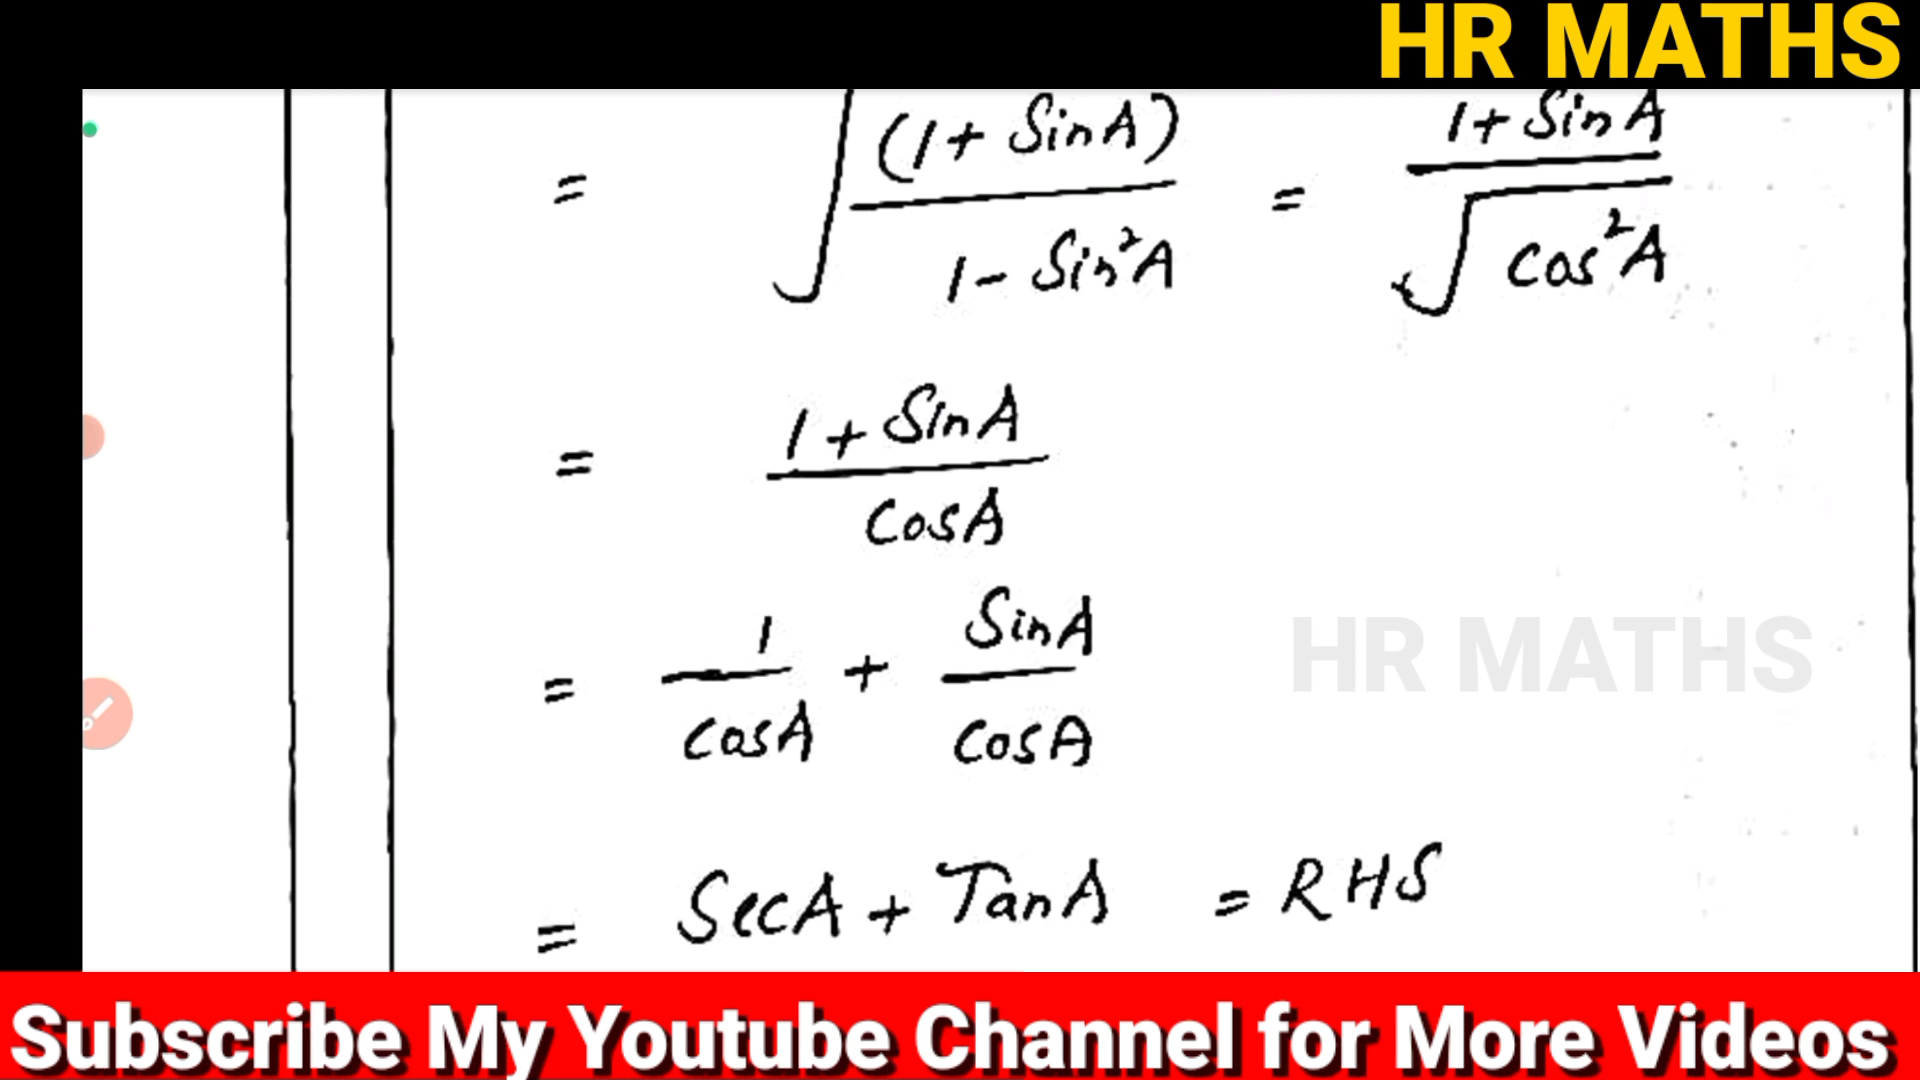 HR MATHS
= √((1 + SinA) / (1 - Sin²A)) = (1 + SinA) / √(Cos²A)
= (1 + SinA) / CosA
= 1 / CosA + SinA / CosA
HR MATHS
= SecA + TanA = RHS
Subscribe My Youtube Channel for More Videos